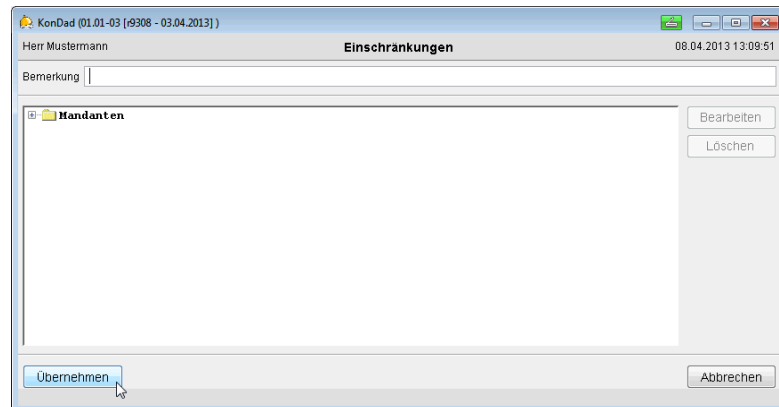 KonDad (01.01-03 [r9308 - 03.04.2013] )
Herr Mustermann Einschränkungen 08.04.2013 13:09:51
Bemerkung
Mandanten
Bearbeiten
Löschen
Übernehmen Abbrechen